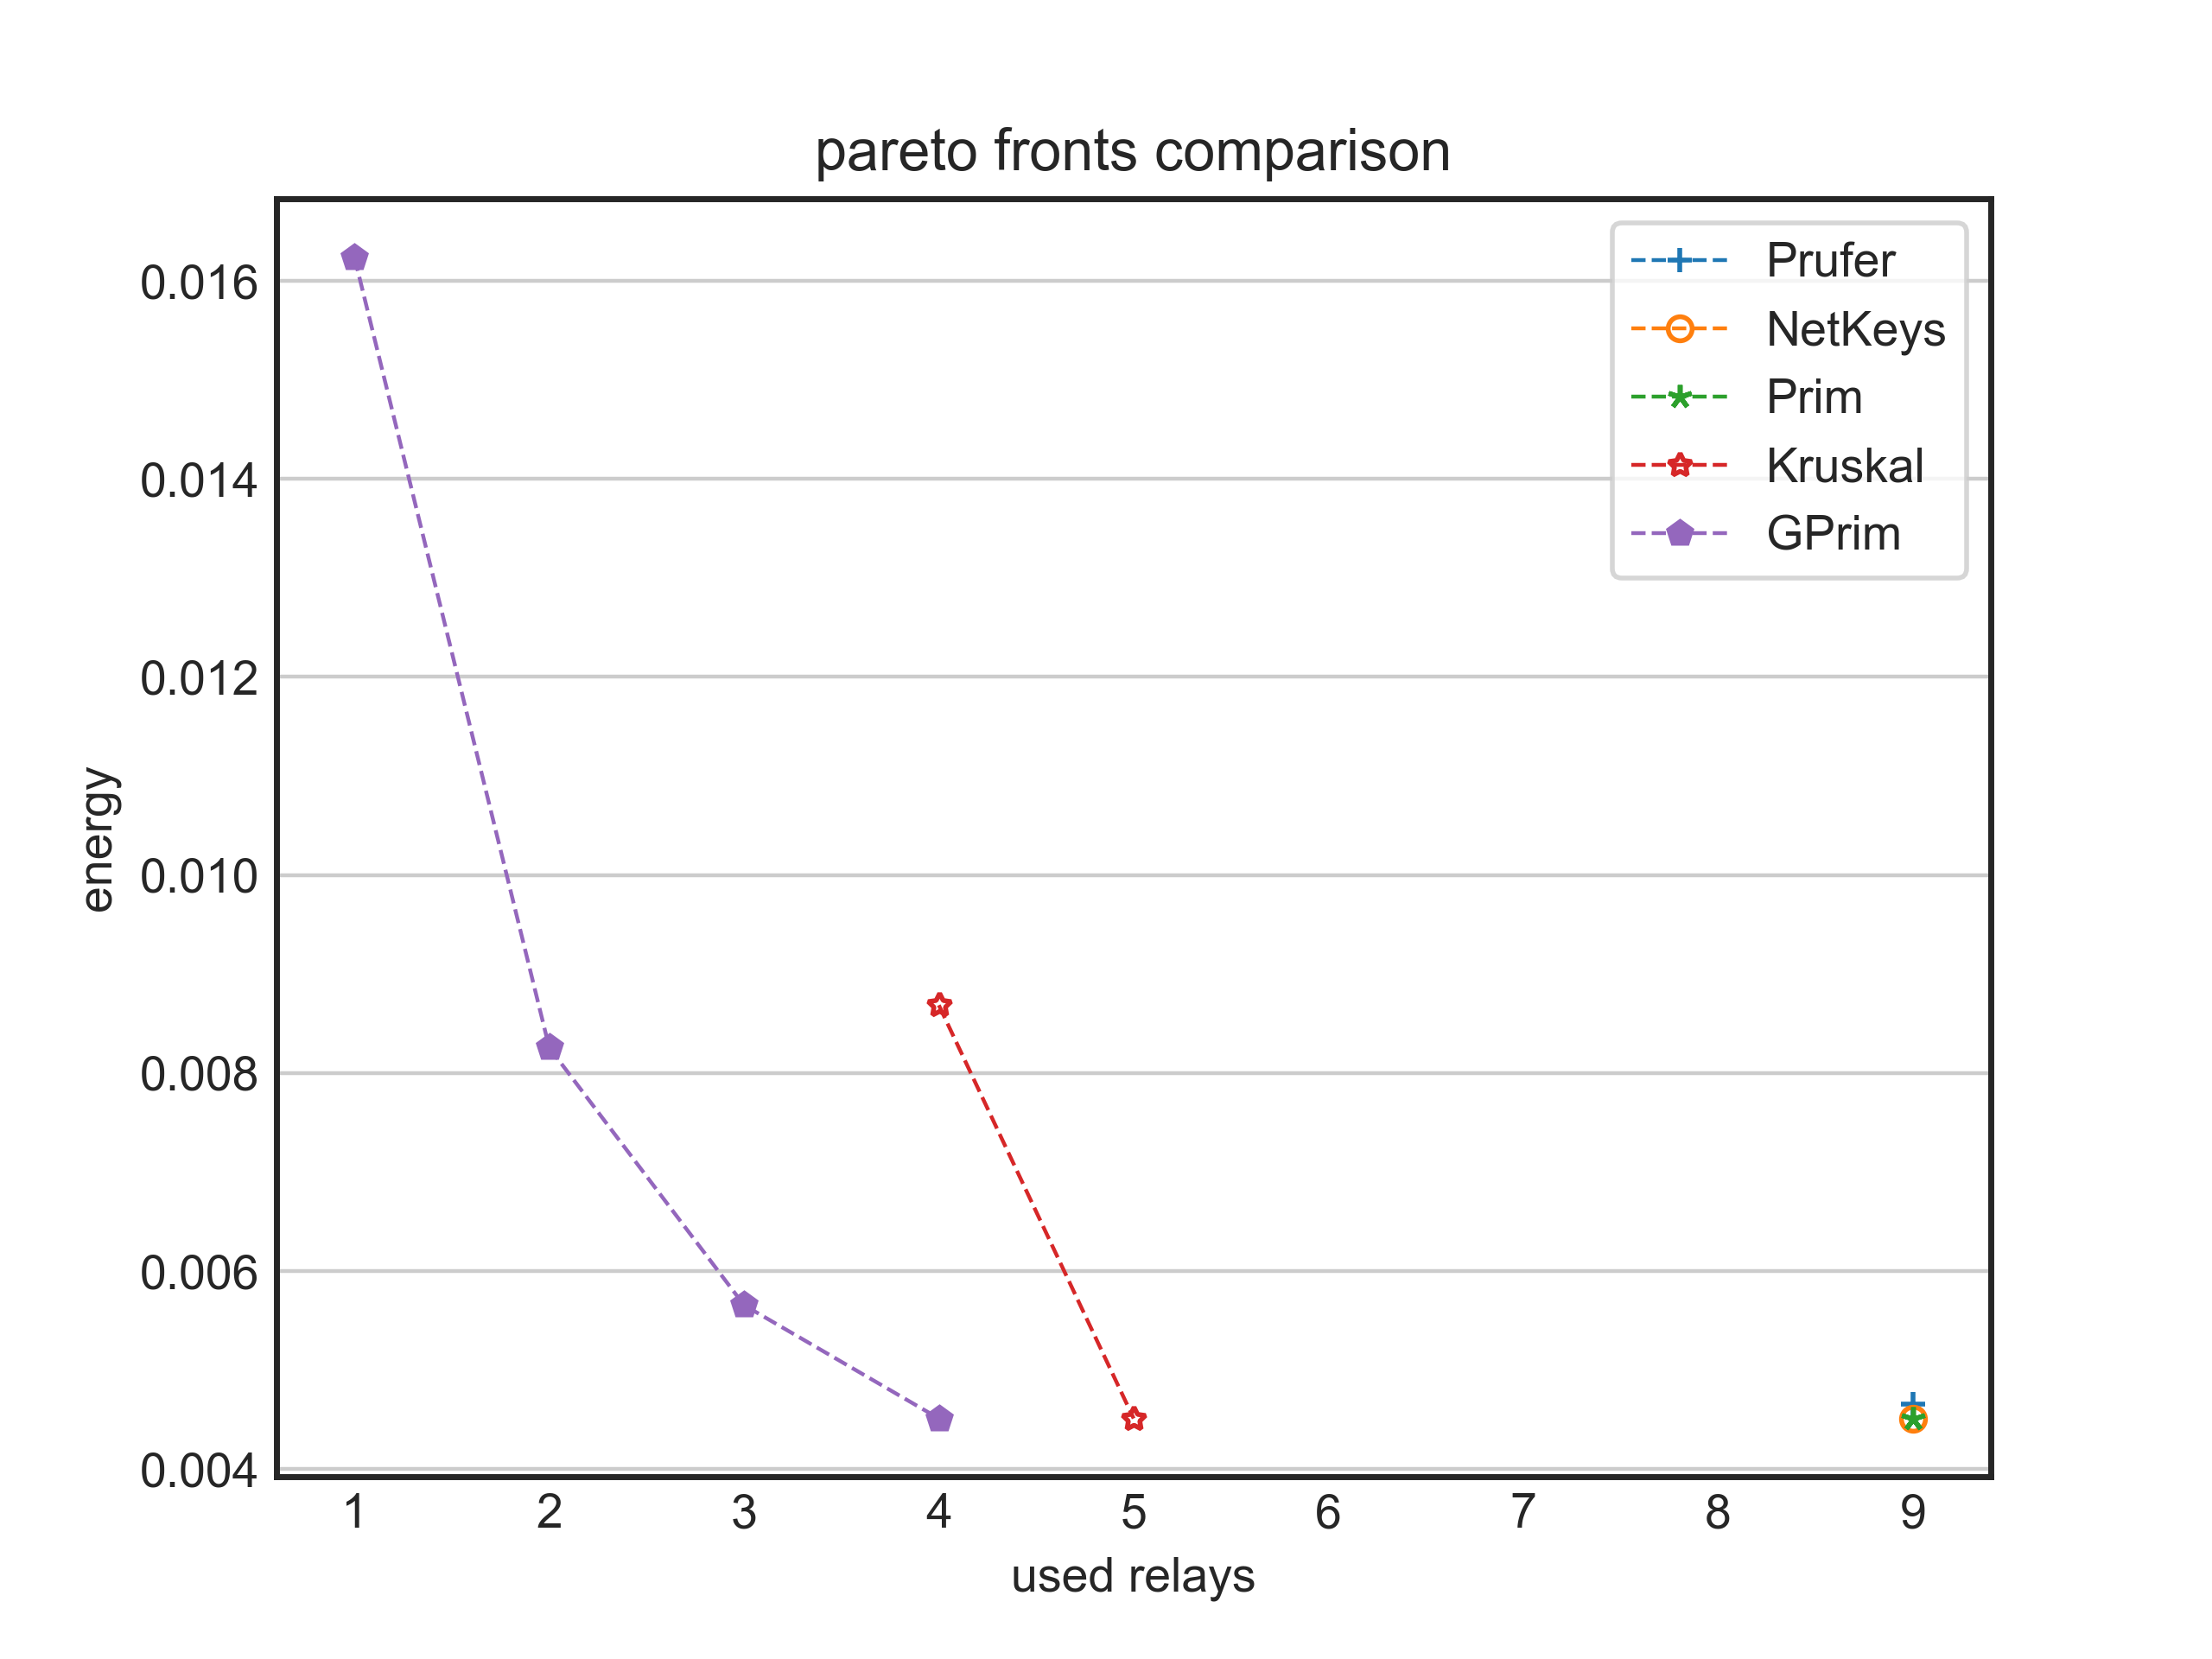 pareto fronts comparison
Prufer
NetKeys
Prim
Kruskal
GPrim
0.016
0.014
0.012
0.010
0.008
0.006
0.004
energy
1 2 3 4 5 6 7 8 9
used relays